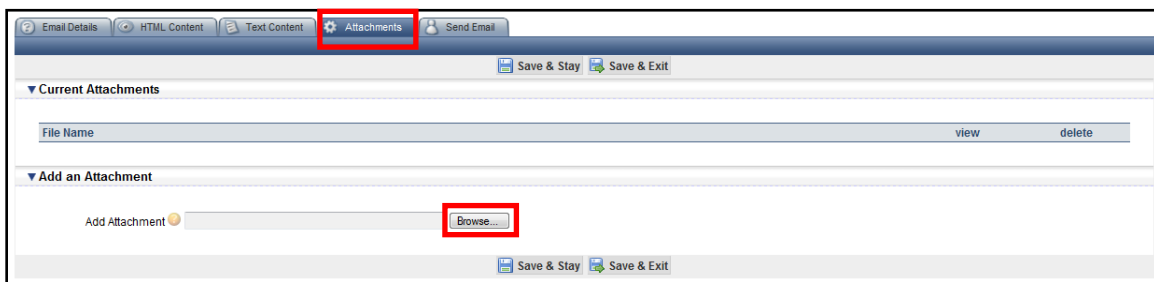 Email Details HTML Content Text Content Attachments Send Email
Save & Stay Save & Exit
Current Attachments
File Name view delete
Add an Attachment
Add Attachment Browse...
Save & Stay Save & Exit